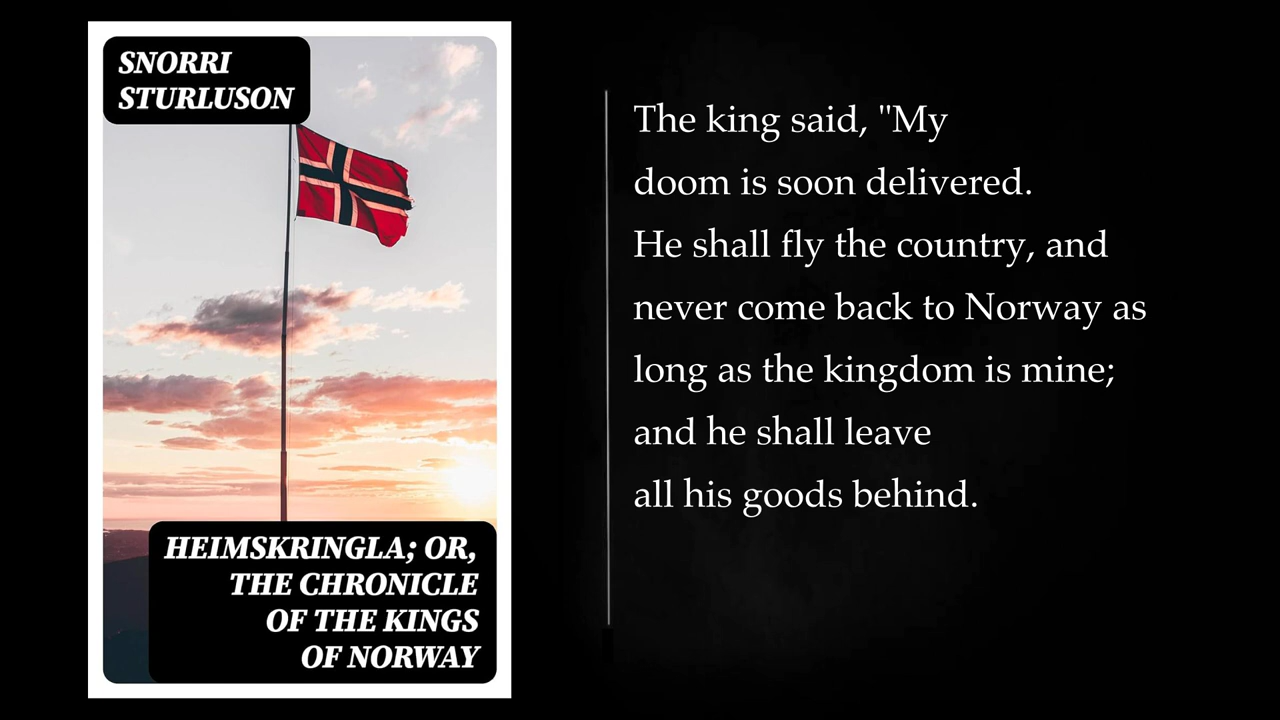 SNORRI
STURLUSON
HEIMSKRINGLA; OR,
THE CHRONICLE
OF THE KINGS
OF NORWAY
The king said, "My
doom is soon delivered.
He shall fly the country, and
never come back to Norway as
long as the kingdom is mine;
and he shall leave
all his goods behind.